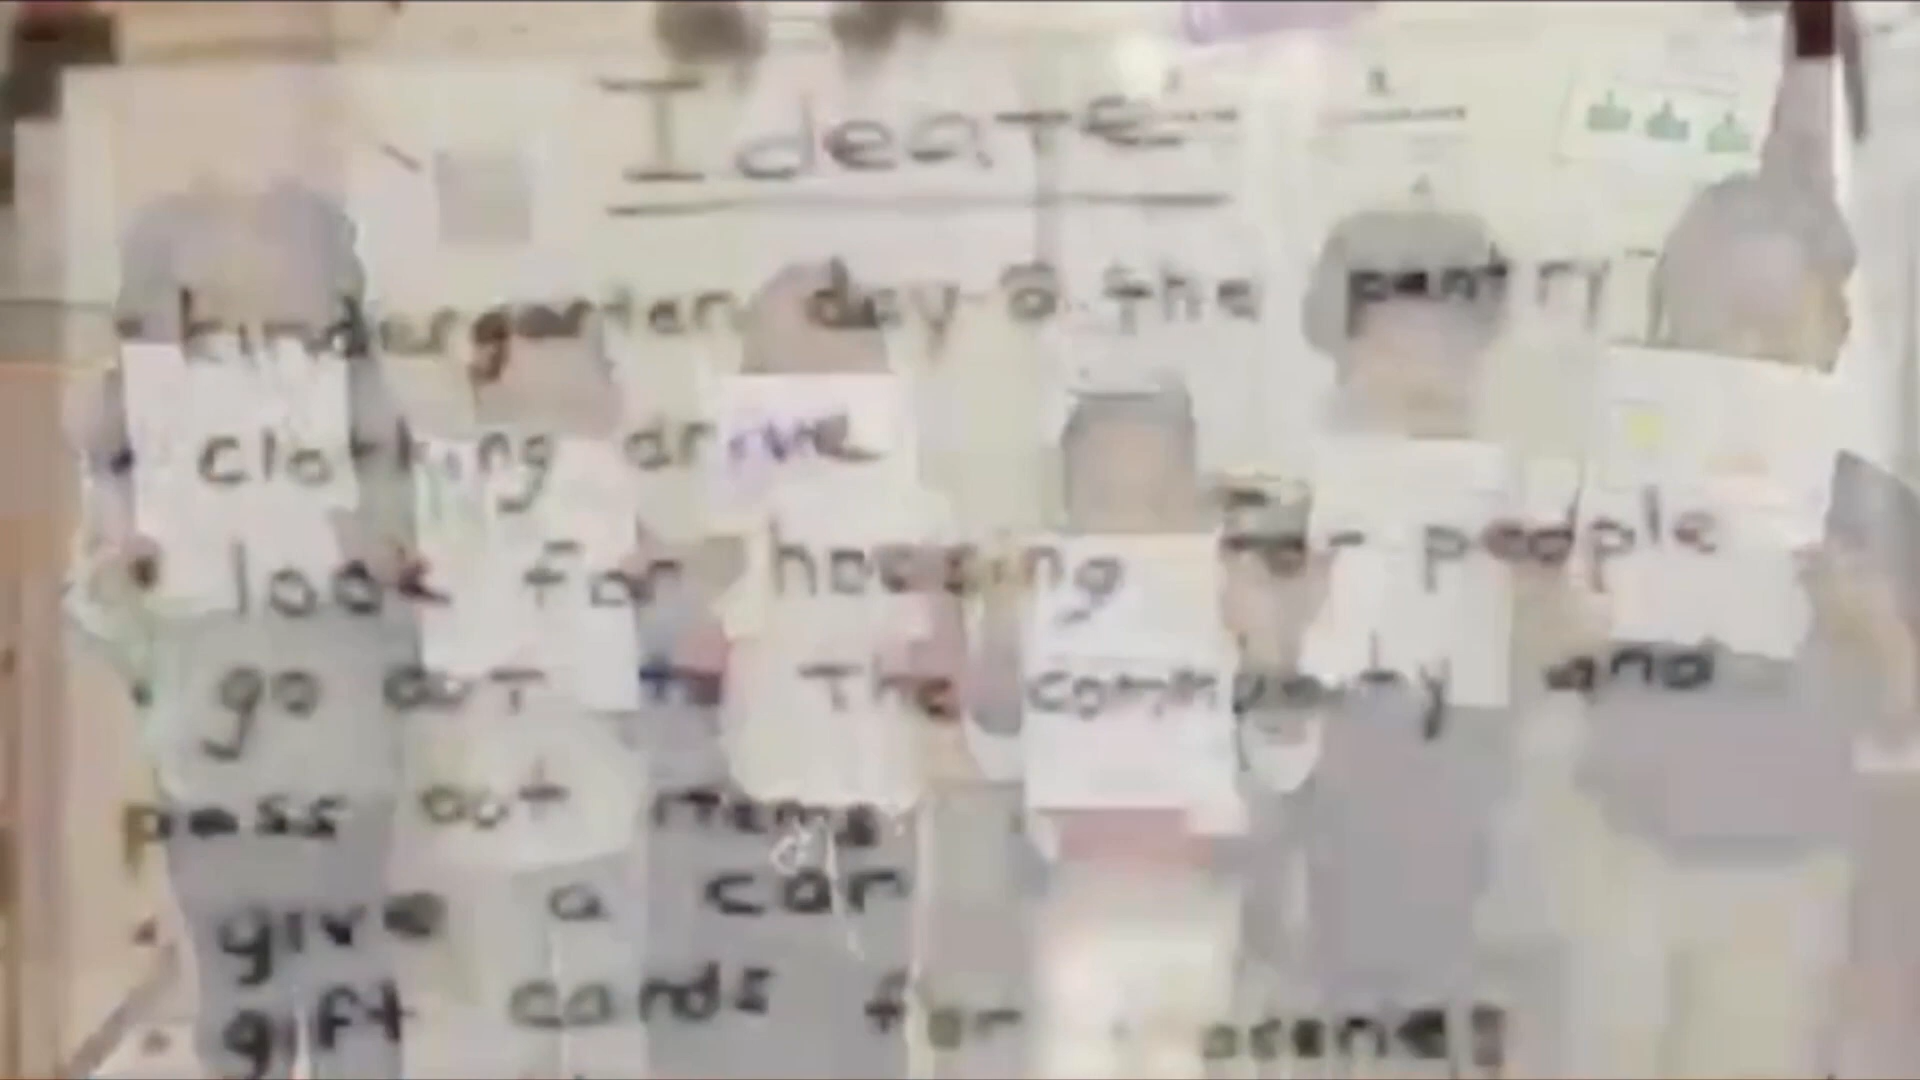 IdeaTe
kindergarten day @ the pantry
clothing drive
look for housing for people
go out to The community and
pass out items
give a car
gift cards for